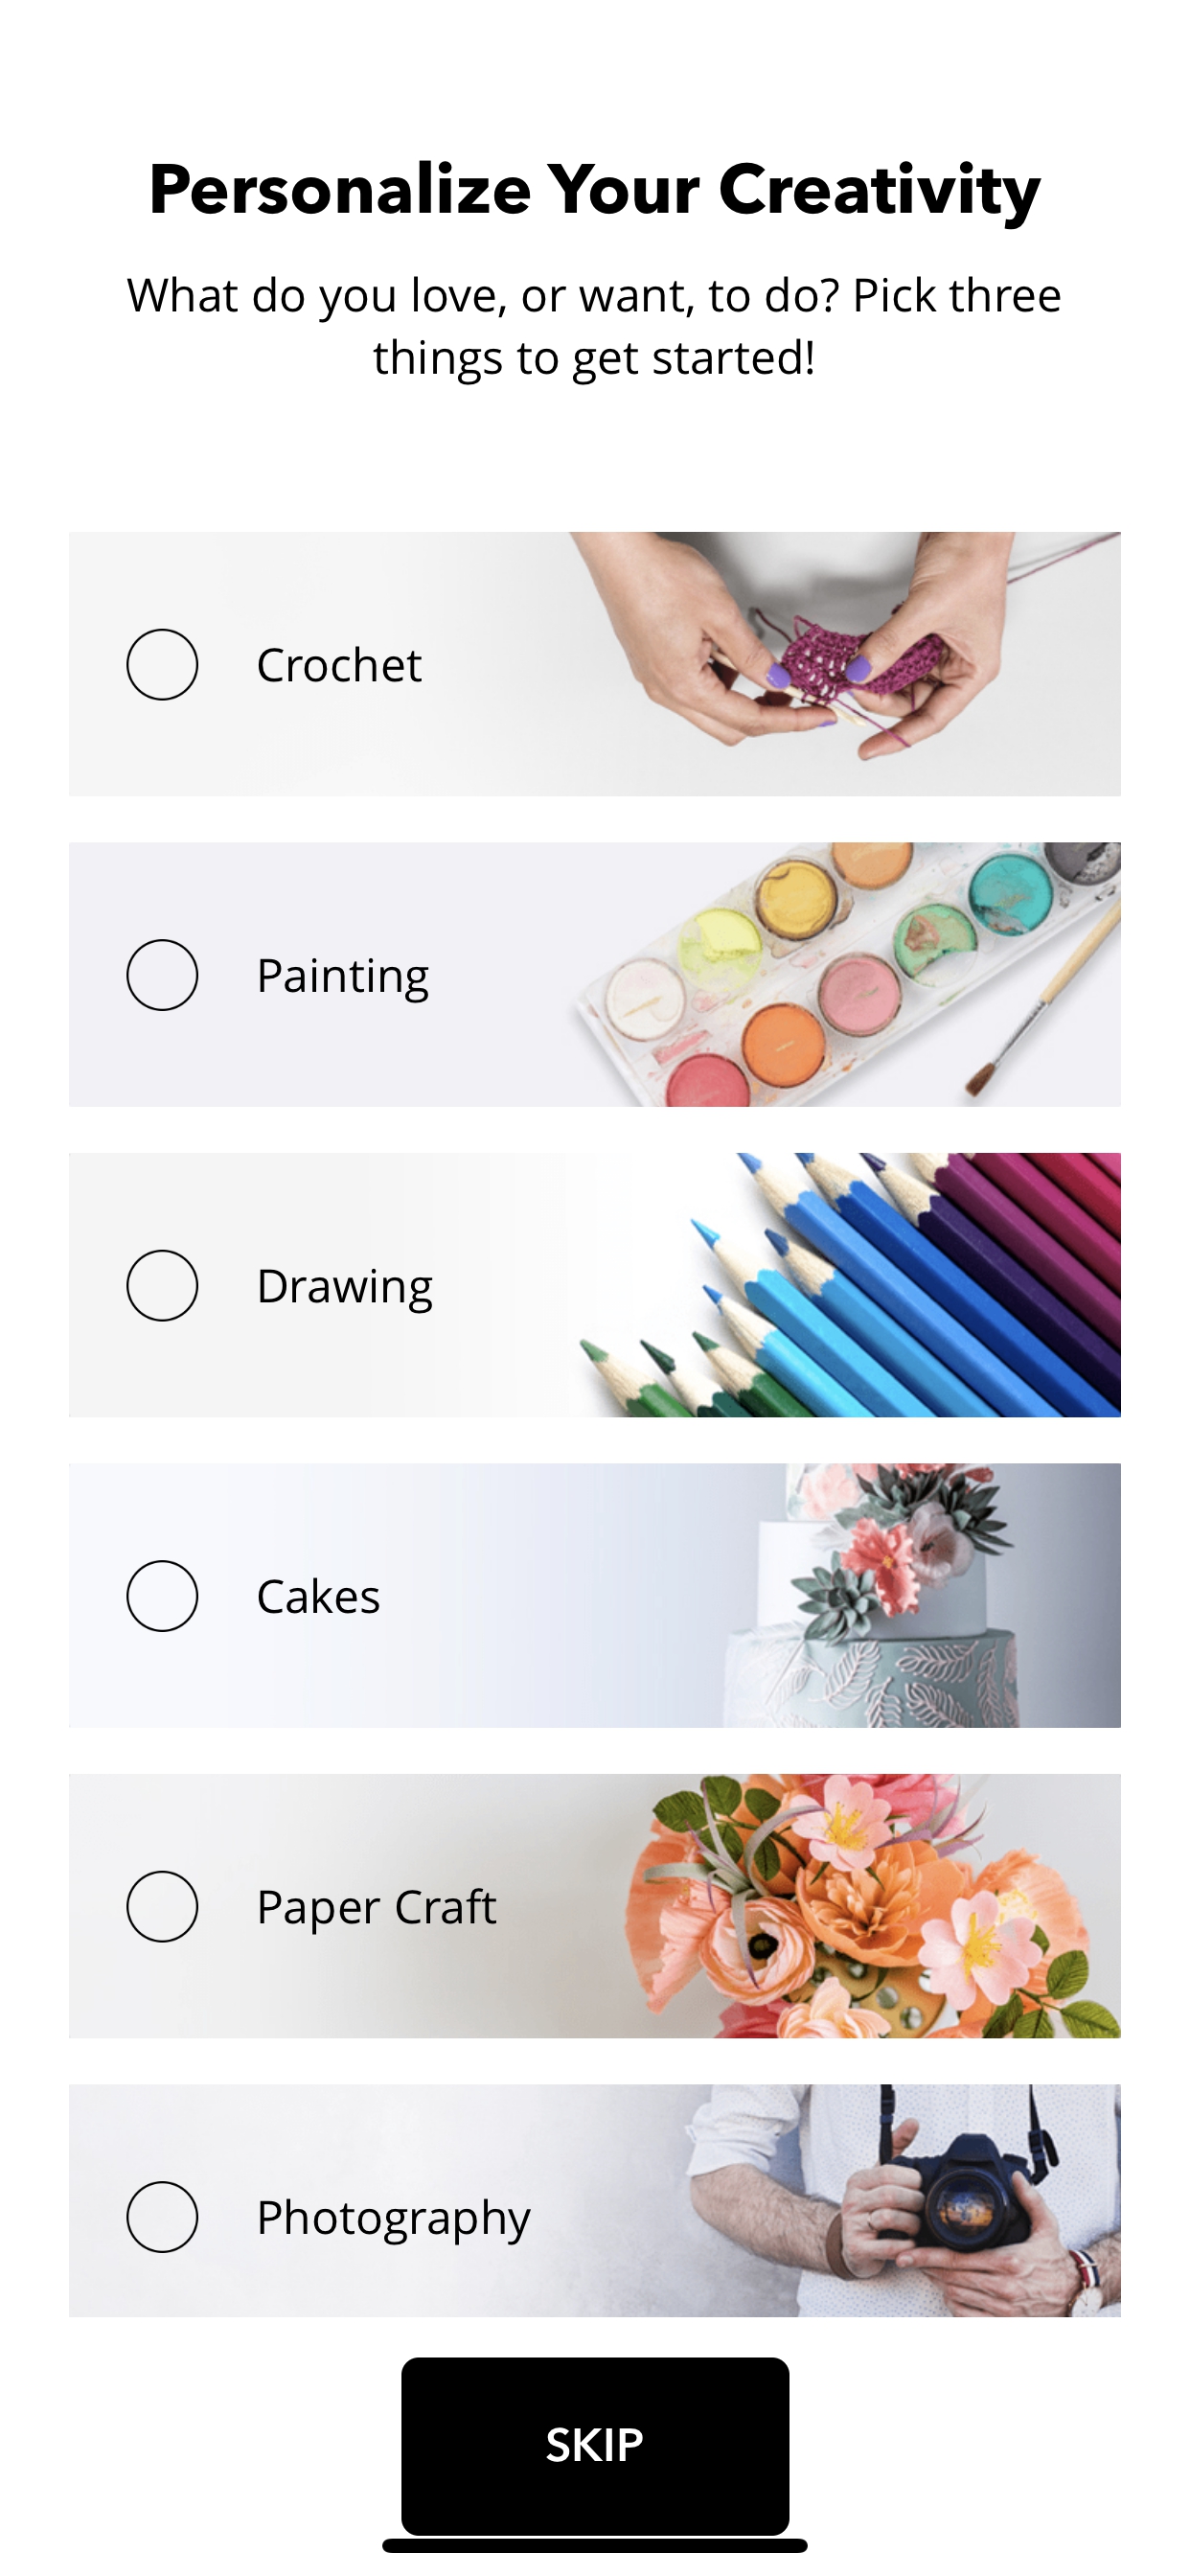 Personalize Your Creativity
What do you love, or want, to do? Pick three
things to get started!
Crochet
Painting
Drawing
Cakes
Paper Craft
Photography
SKIP